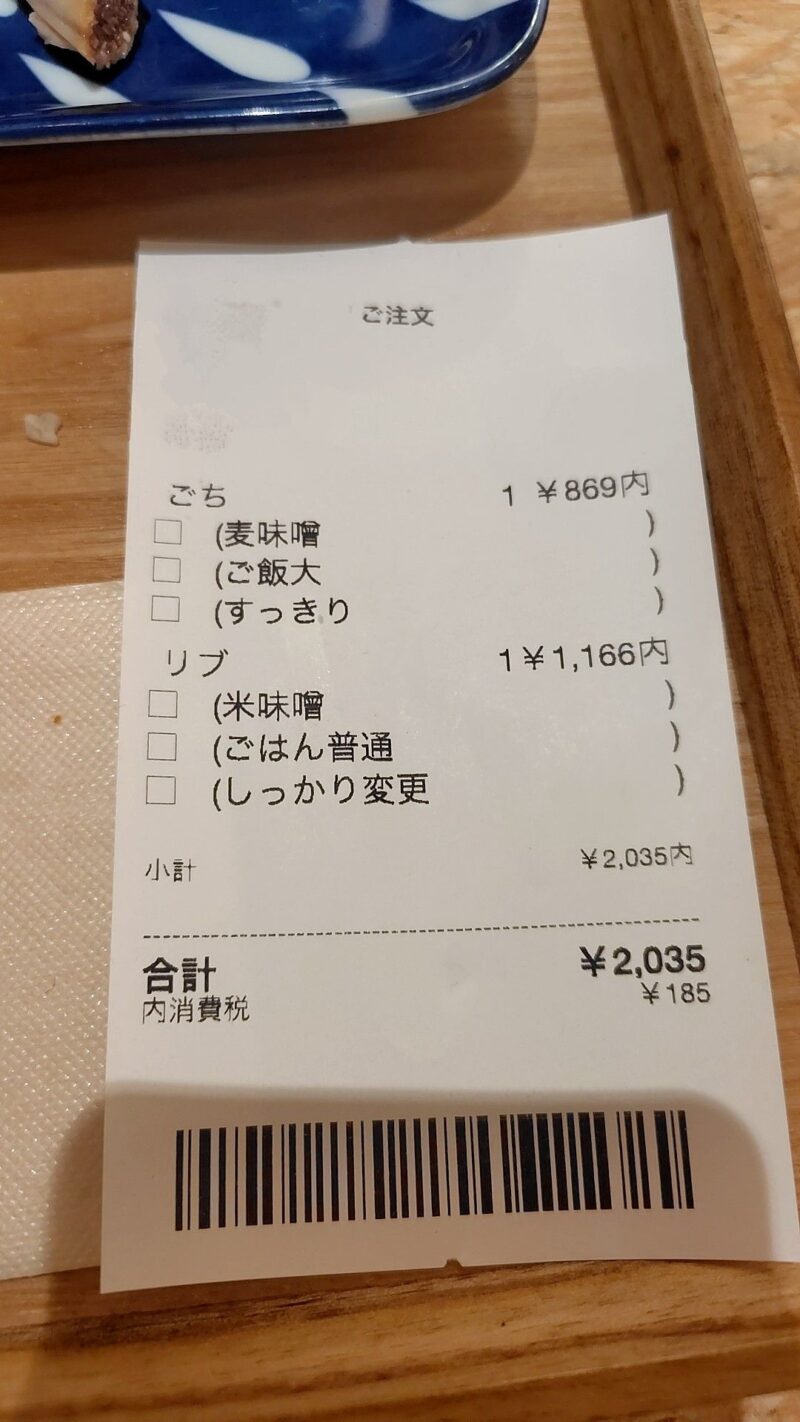 ご注文
ごち 1 ¥869内
☐ (麦味噌 )
☐ (ご飯大 )
☐ (すっきり )
リブ 1 ¥1,166内
☐ (米味噌 )
☐ (ごはん普通 )
☐ (しっかり変更 )
小計 ¥2,035内
合計 ¥2,035
内消費税 ¥185